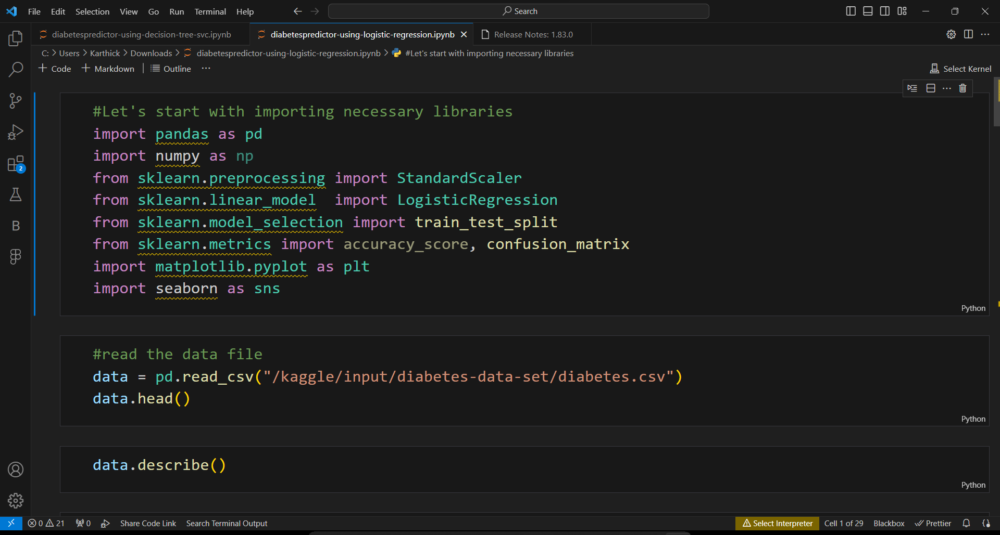 File Edit Selection View Go Run Terminal Help Search
diabetespredictor-using-decision-tree-svc.ipynb diabetespredictor-using-logistic-regression.ipynb Release Notes: 1.83.0
C: > Users > Karthick > Downloads > diabetespredictor-using-logistic-regression.ipynb > #Let's start with importing necessary libraries
+ Code + Markdown | Outline ··· Select Kernel
#Let's start with importing necessary libraries
import pandas as pd
import numpy as np
from sklearn.preprocessing import StandardScaler
from sklearn.linear_model  import LogisticRegression
from sklearn.model_selection import train_test_split
from sklearn.metrics import accuracy_score, confusion_matrix
import matplotlib.pyplot as plt
import seaborn as sns
Python
#read the data file
data = pd.read_csv("/kaggle/input/diabetes-data-set/diabetes.csv")
data.head()
Python
data.describe()
Python
B
2
0 21 0 Share Code Link Search Terminal Output Select Interpreter Cell 1 of 29 Blackbox Prettier